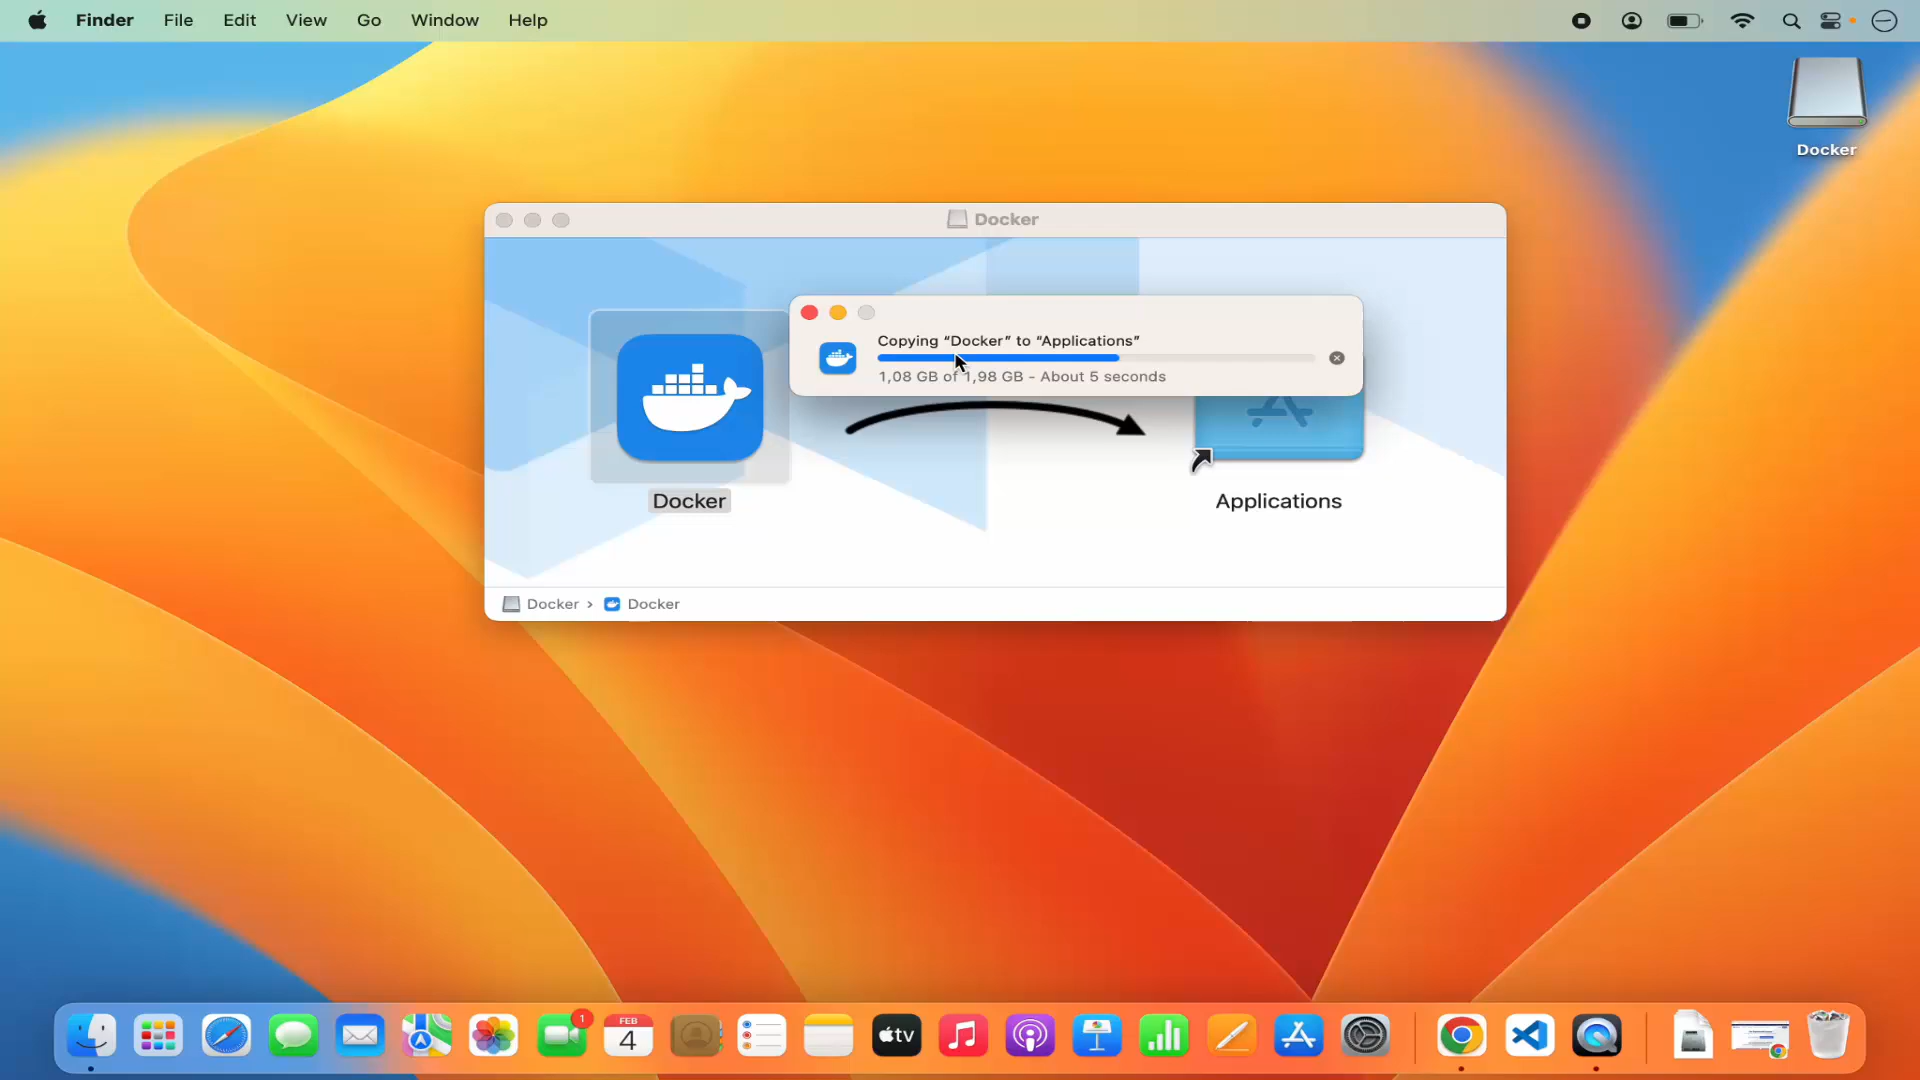 Finder File Edit View Go Window Help
Docker
Docker
Copying “Docker” to “Applications”
1,08 GB of 1,98 GB - About 5 seconds
Docker
Applications
Docker › Docker
1
FEB
4
tv